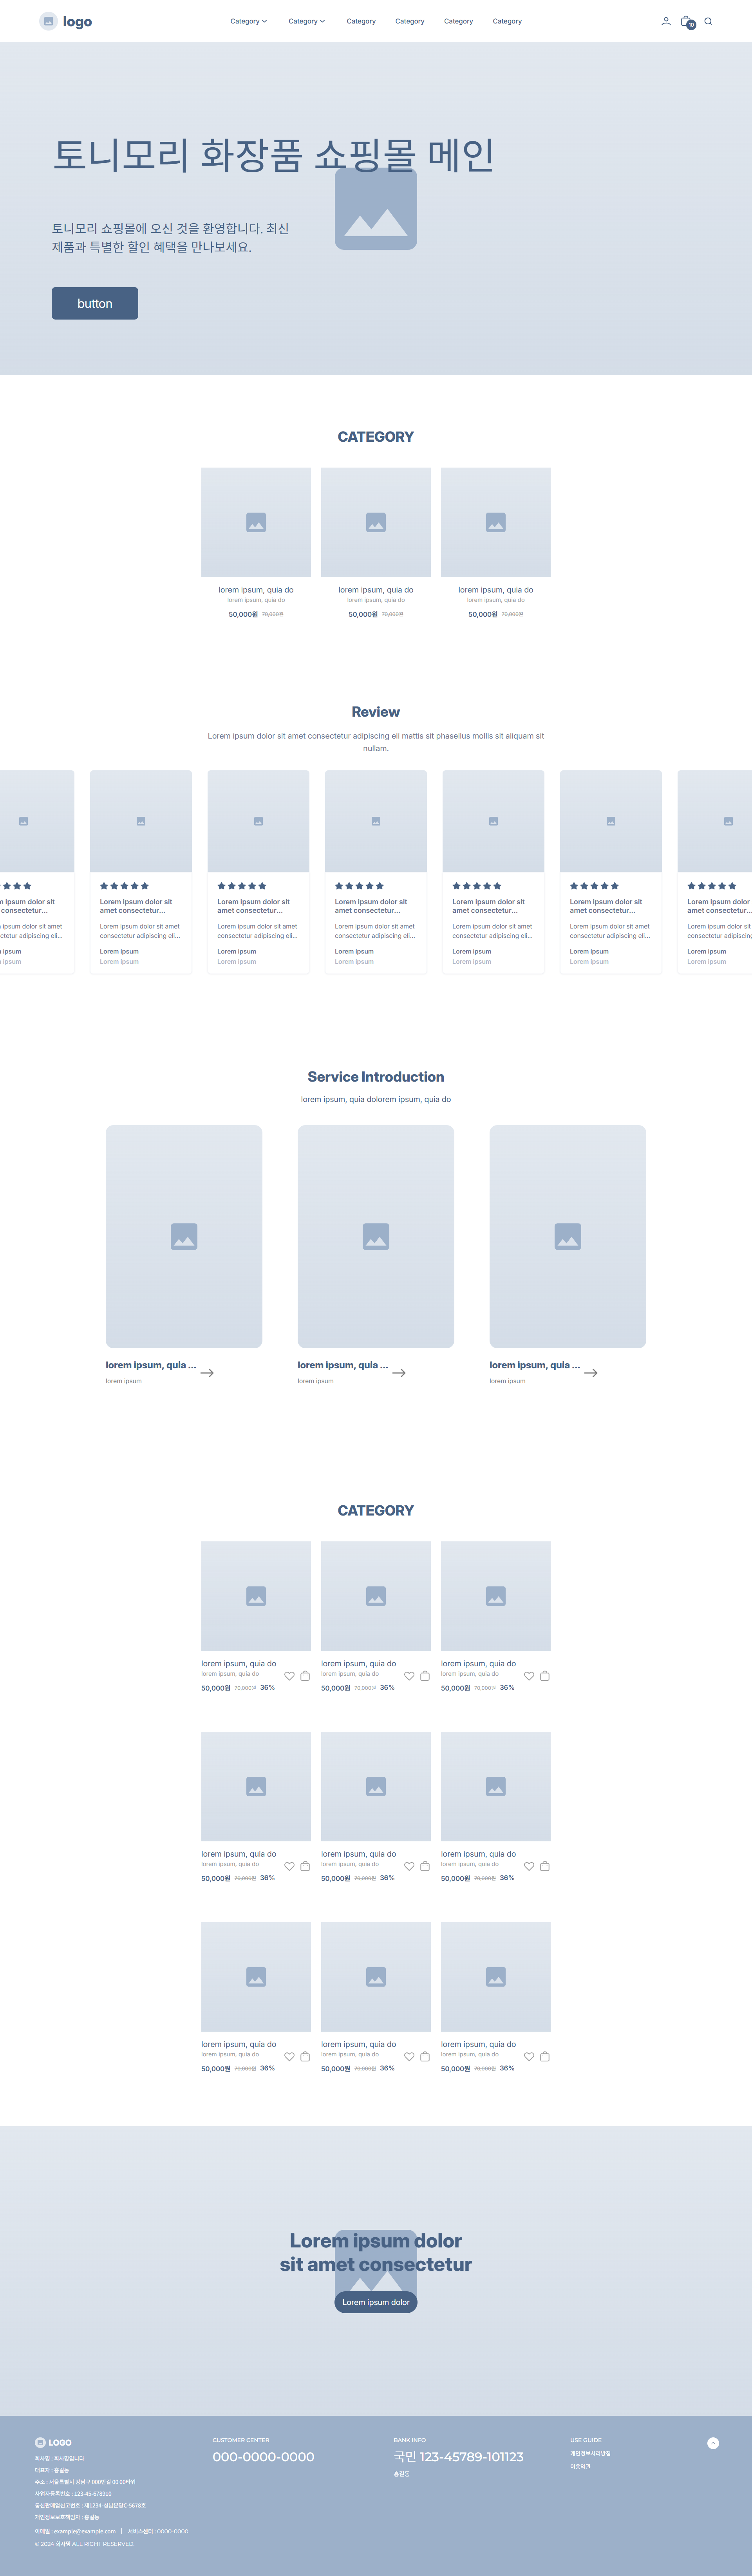 logo
Category Category Category Category Category Category
10
토니모리 화장품 쇼핑몰 메인
토니모리 쇼핑몰에 오신 것을 환영합니다. 최신
제품과 특별한 할인 혜택을 만나보세요.
button
CATEGORY
lorem ipsum, quia do lorem ipsum, quia do lorem ipsum, quia do
lorem ipsum, quia do lorem ipsum, quia do lorem ipsum, quia do
50,000원 70,000원 50,000원 70,000원 50,000원 70,000원
Review
Lorem ipsum dolor sit amet consectetur adipiscing eli mattis sit phasellus mollis sit aliquam sit
nullam.
m ipsum dolor sit Lorem ipsum dolor sit Lorem ipsum dolor sit Lorem ipsum dolor sit Lorem ipsum dolor sit Lorem ipsum dolor sit Lorem ipsum dolor
consectetur... amet consectetur... amet consectetur... amet consectetur... amet consectetur... amet consectetur... amet consectetur...
ipsum dolor sit amet Lorem ipsum dolor sit amet Lorem ipsum dolor sit amet Lorem ipsum dolor sit amet Lorem ipsum dolor sit amet Lorem ipsum dolor sit amet Lorem ipsum dolor sit
ctetur adipiscing eli... consectetur adipiscing eli... consectetur adipiscing eli... consectetur adipiscing eli... consectetur adipiscing eli... consectetur adipiscing eli... consectetur adipiscing
ipsum Lorem ipsum Lorem ipsum Lorem ipsum Lorem ipsum Lorem ipsum Lorem ipsum
ipsum Lorem ipsum Lorem ipsum Lorem ipsum Lorem ipsum Lorem ipsum Lorem ipsum
Service Introduction
lorem ipsum, quia dolorem ipsum, quia do
lorem ipsum, quia ... lorem ipsum, quia ... lorem ipsum, quia ...
lorem ipsum lorem ipsum lorem ipsum
CATEGORY
lorem ipsum, quia do lorem ipsum, quia do lorem ipsum, quia do
lorem ipsum, quia do lorem ipsum, quia do lorem ipsum, quia do
50,000원 70,000원 36% 50,000원 70,000원 36% 50,000원 70,000원 36%
lorem ipsum, quia do lorem ipsum, quia do lorem ipsum, quia do
lorem ipsum, quia do lorem ipsum, quia do lorem ipsum, quia do
50,000원 70,000원 36% 50,000원 70,000원 36% 50,000원 70,000원 36%
lorem ipsum, quia do lorem ipsum, quia do lorem ipsum, quia do
lorem ipsum, quia do lorem ipsum, quia do lorem ipsum, quia do
50,000원 70,000원 36% 50,000원 70,000원 36% 50,000원 70,000원 36%
Lorem ipsum dolor
sit amet consectetur
Lorem ipsum dolor
LOGO
회사명 : 회사명입니다
대표자 : 홍길동
주소 : 서울특별시 강남구 000번길 00 00타워
사업자등록번호 : 123-45-678910
통신판매업신고번호 : 제1234-성남분당C-5678호
개인정보보호책임자 : 홍길동
이메일 : example@example.com | 서비스센터 : 0000-0000
© 2024 회사명 ALL RIGHT RESERVED.
CUSTOMER CENTER
000-0000-0000
BANK INFO
국민 123-45789-101123
홍길동
USE GUIDE
개인정보처리방침
이용약관